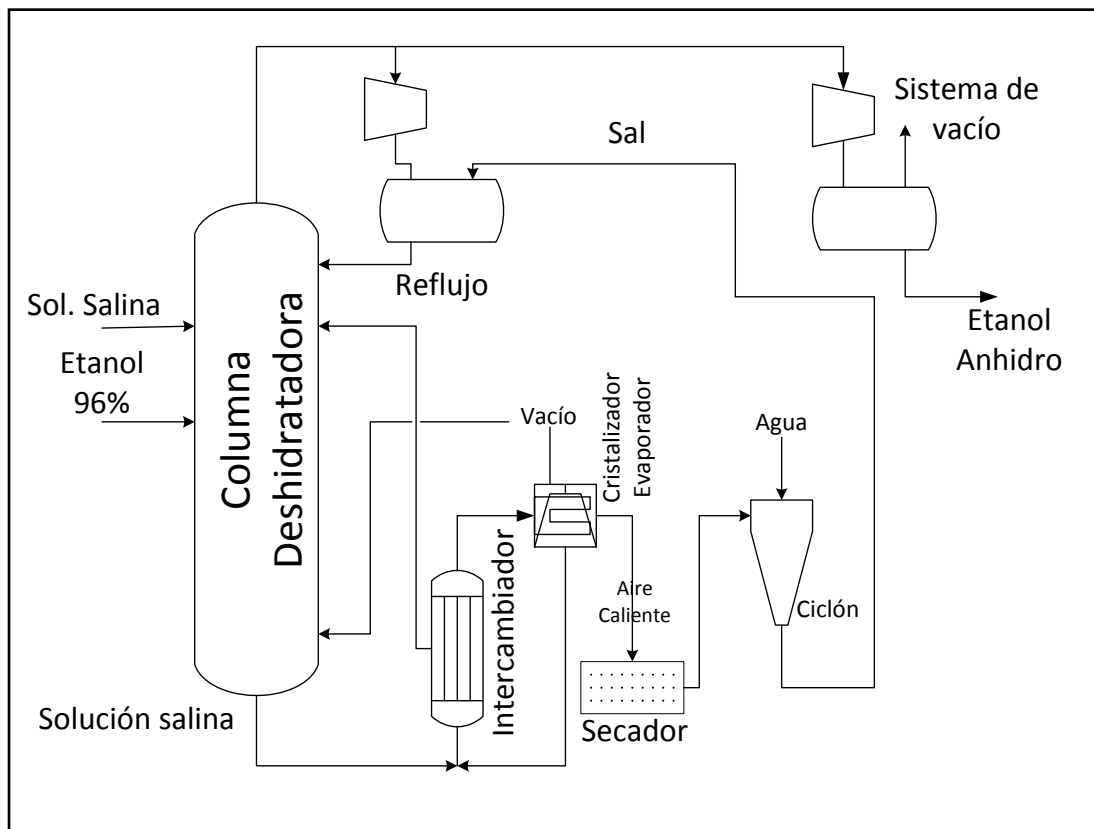 Sistema de
vacío
Sal
Reflujo
Sol. Salina
Etanol
96%
Columna
Deshidratadora
Etanol
Anhidro
Vacío
Cristalizador
Evaporador
Agua
Intercambiador
Aire
Caliente
Ciclón
Solución salina
Secador